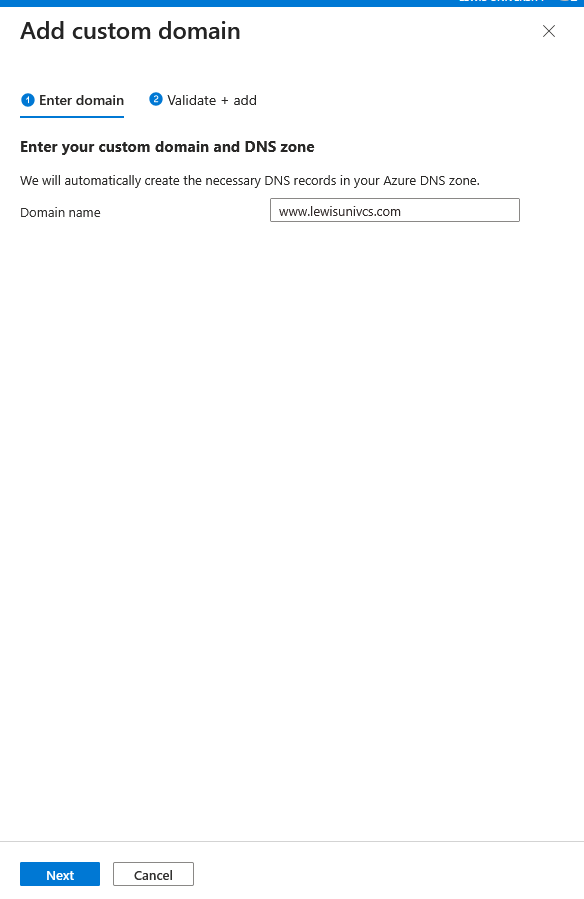 Add custom domain
1 Enter domain
2 Validate + add
Enter your custom domain and DNS zone
We will automatically create the necessary DNS records in your Azure DNS zone.
Domain name
www.lewisunivcs.com
Next
Cancel